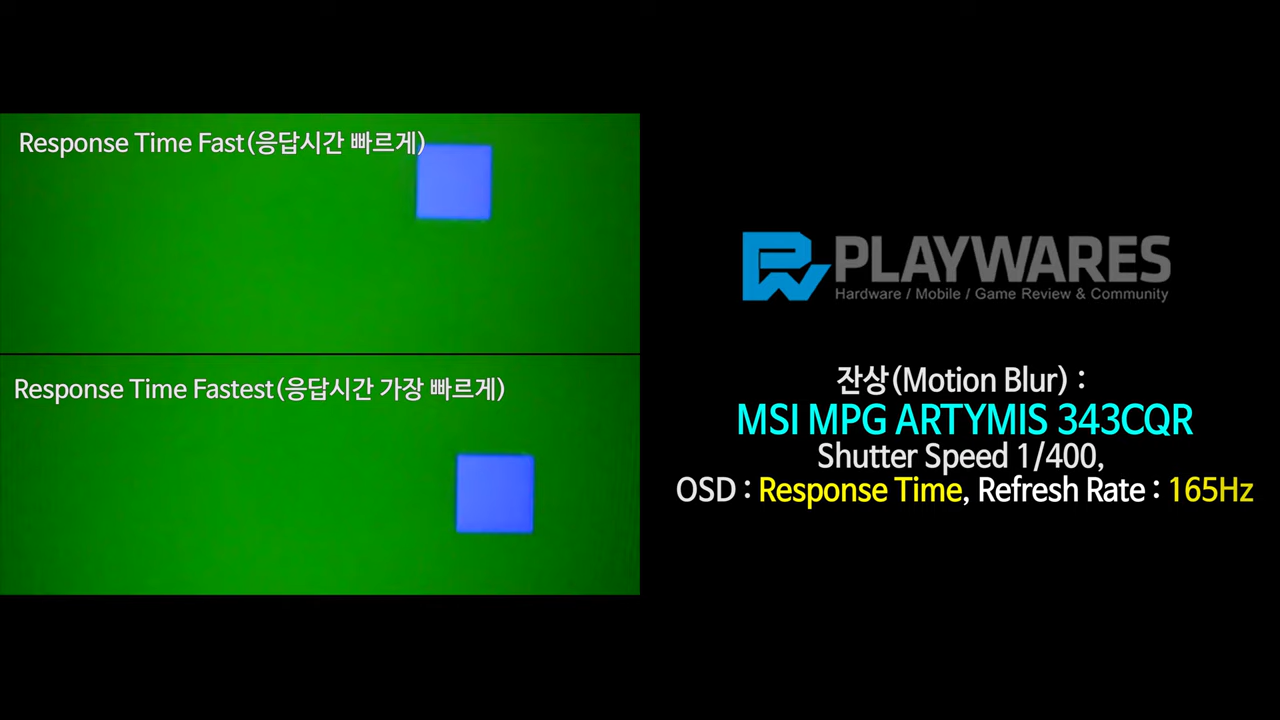 Response Time Fast(응답시간 빠르게)
Response Time Fastest(응답시간 가장 빠르게)
PLAYWARES
Hardware / Mobile / Game Review & Community
잔상(Motion Blur) :
MSI MPG ARTYMIS 343CQR
Shutter Speed 1/400,
OSD : Response Time, Refresh Rate : 165Hz